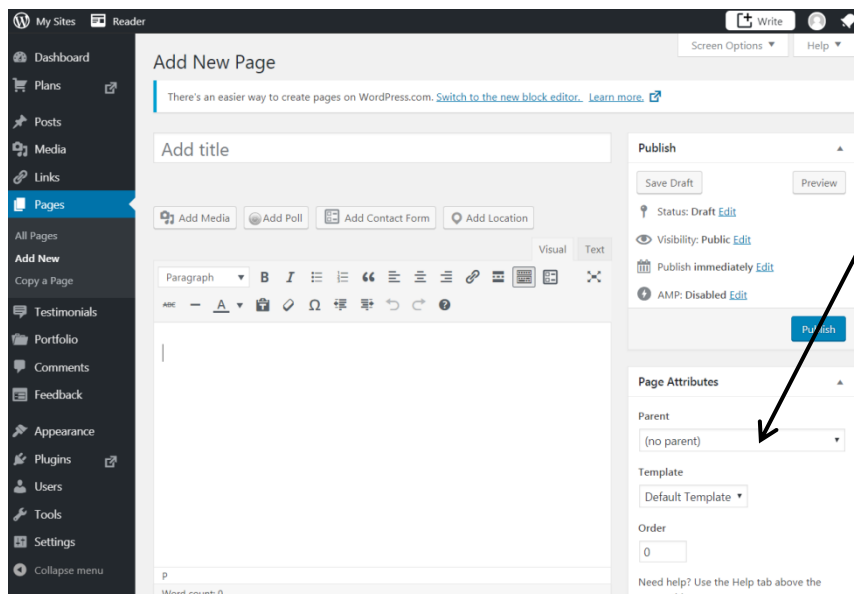 My Sites Reader Write
Screen Options Help
Dashboard
Plans
Posts
Media
Links
Pages
All Pages
Add New
Copy a Page
Testimonials
Portfolio
Comments
Feedback
Appearance
Plugins
Users
Tools
Settings
Collapse menu
Add New Page
There's an easier way to create pages on WordPress.com. Switch to the new block editor. Learn more.
Add title
Add Media Add Poll Add Contact Form Add Location
Visual Text
Paragraph B I
ABC A Ω
P
Word count: 0
Publish
Save Draft Preview
Status: Draft Edit
Visibility: Public Edit
Publish immediately Edit
AMP: Disabled Edit
Publish
Page Attributes
Parent
(no parent)
Template
Default Template
Order
0
Need help? Use the Help tab above the